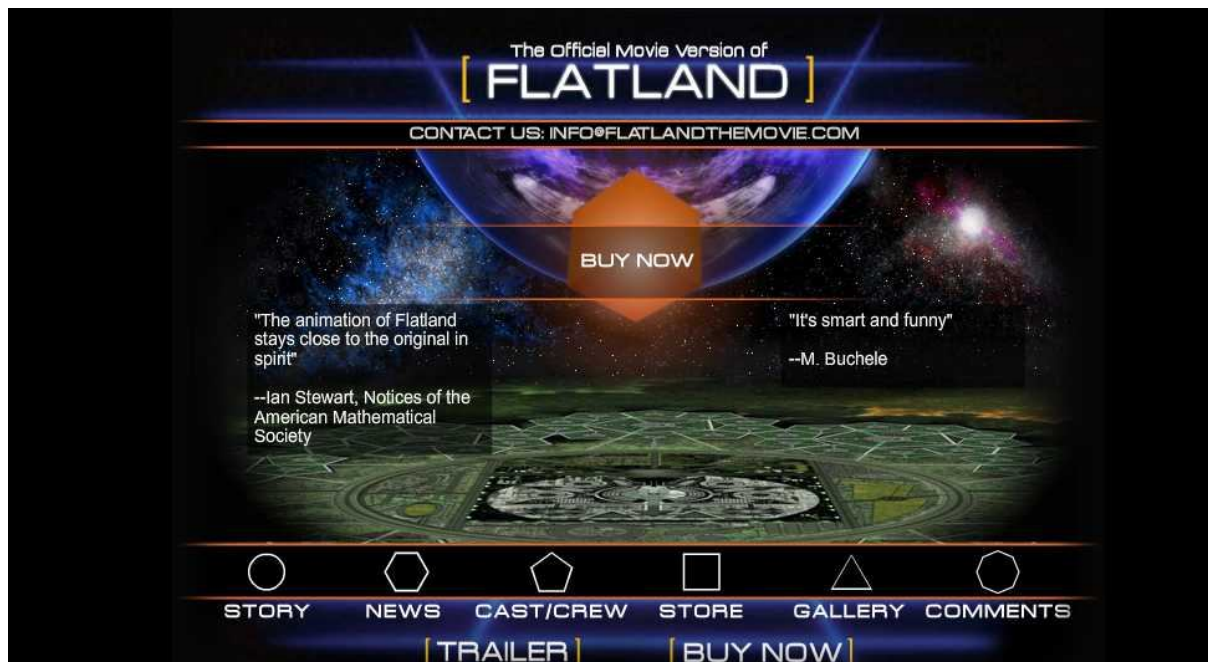 The Official Movie Version of
[ FLATLAND ]
CONTACT US: INFO@FLATLANDTHEMOVIE.COM
BUY NOW
"The animation of Flatland
stays close to the original in
spirit"
--Ian Stewart, Notices of the
American Mathematical
Society
"It's smart and funny"
--M. Buchele
STORY NEWS CAST/CREW STORE GALLERY COMMENTS
[TRAILER] [BUY NOW]